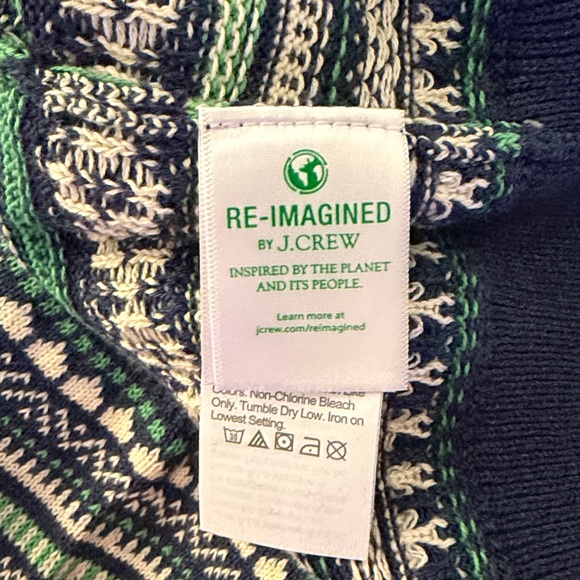 RE-IMAGINED
BY J.CREW
INSPIRED BY THE PLANET
AND ITS PEOPLE.
Learn more at
jcrew.com/reimagined
Colors. Non-Chlorine Bleach
Only. Tumble Dry Low. Iron on
Lowest Setting.
30